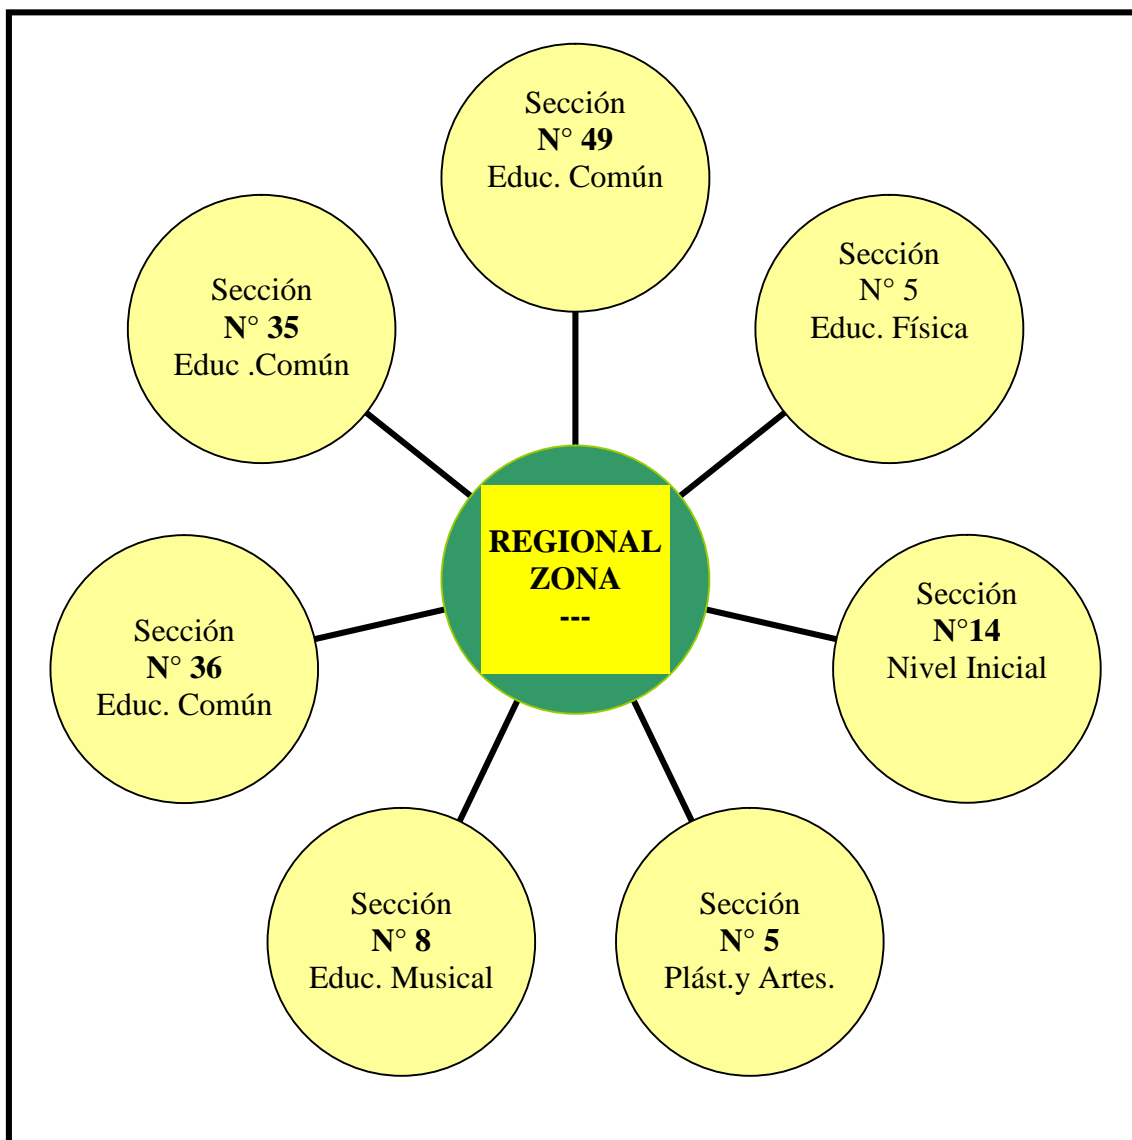 Sección
N° 49
Educ. Común
Sección
N° 5
Educ. Física
Sección
N° 35
Educ .Común
REGIONAL
ZONA
---
Sección
N°14
Nivel Inicial
Sección
N° 36
Educ. Común
Sección
N° 8
Educ. Musical
Sección
N° 5
Plást.y Artes.